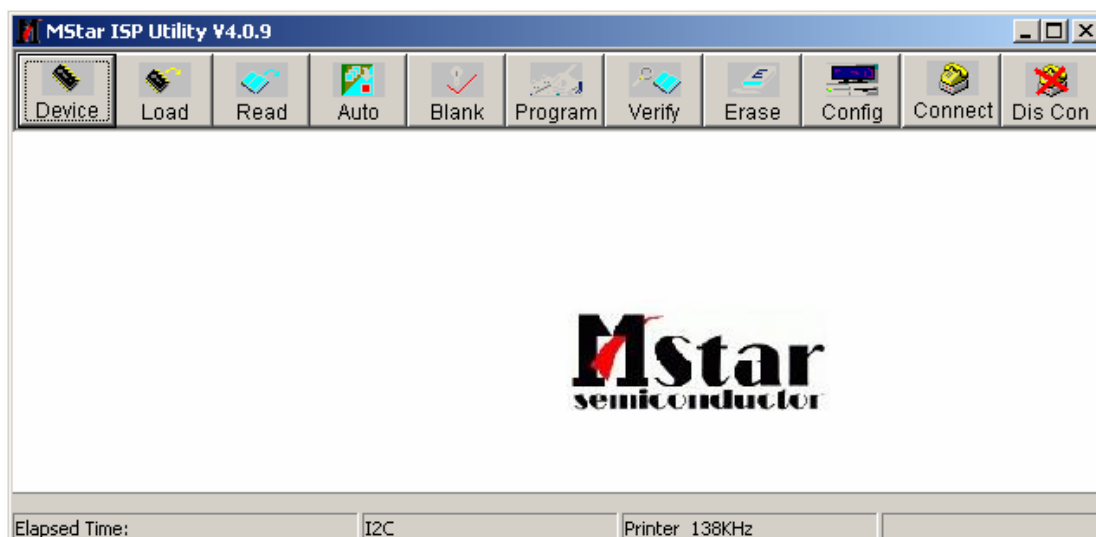 MStar ISP Utility V4.0.9
Device Load Read Auto Blank Program Verify Erase Config Connect Dis Con
MStar
semiconductor
Elapsed Time: I2C Printer 138KHz